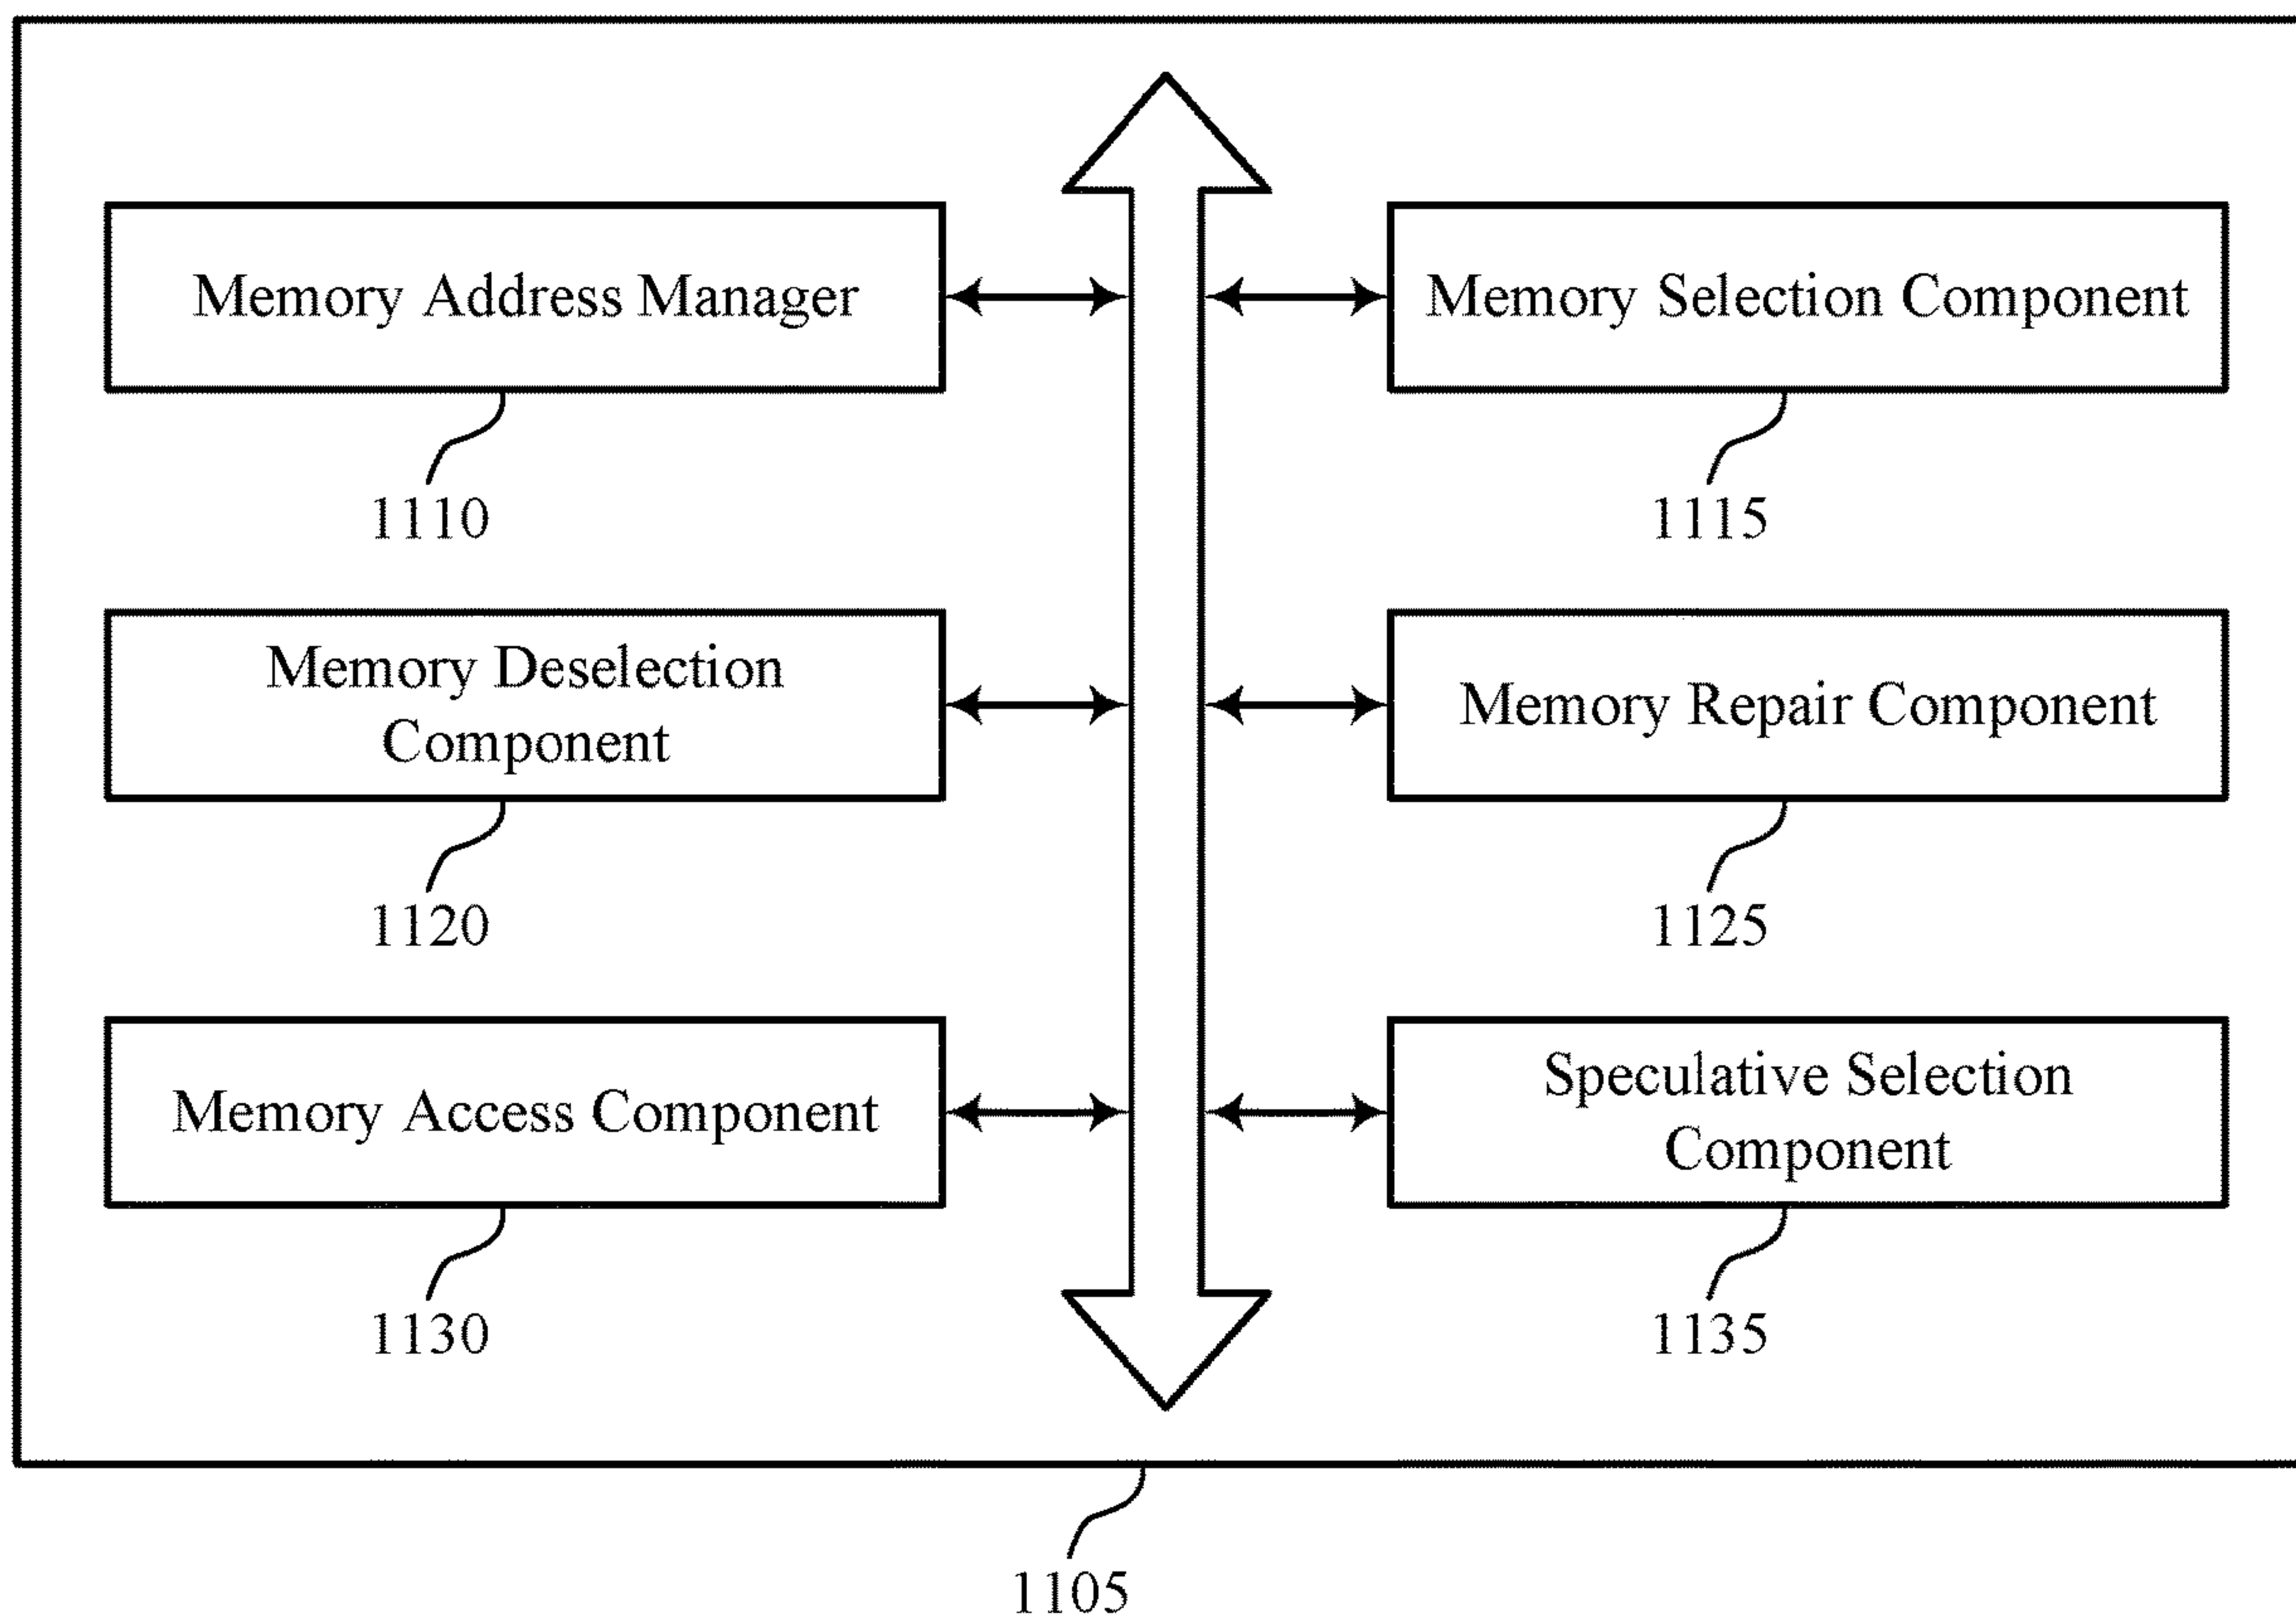 Memory Address Manager
1110
Memory Selection Component
1115
Memory Deselection
Component
1120
Memory Repair Component
1125
Memory Access Component
1130
Speculative Selection
Component
1135
1105